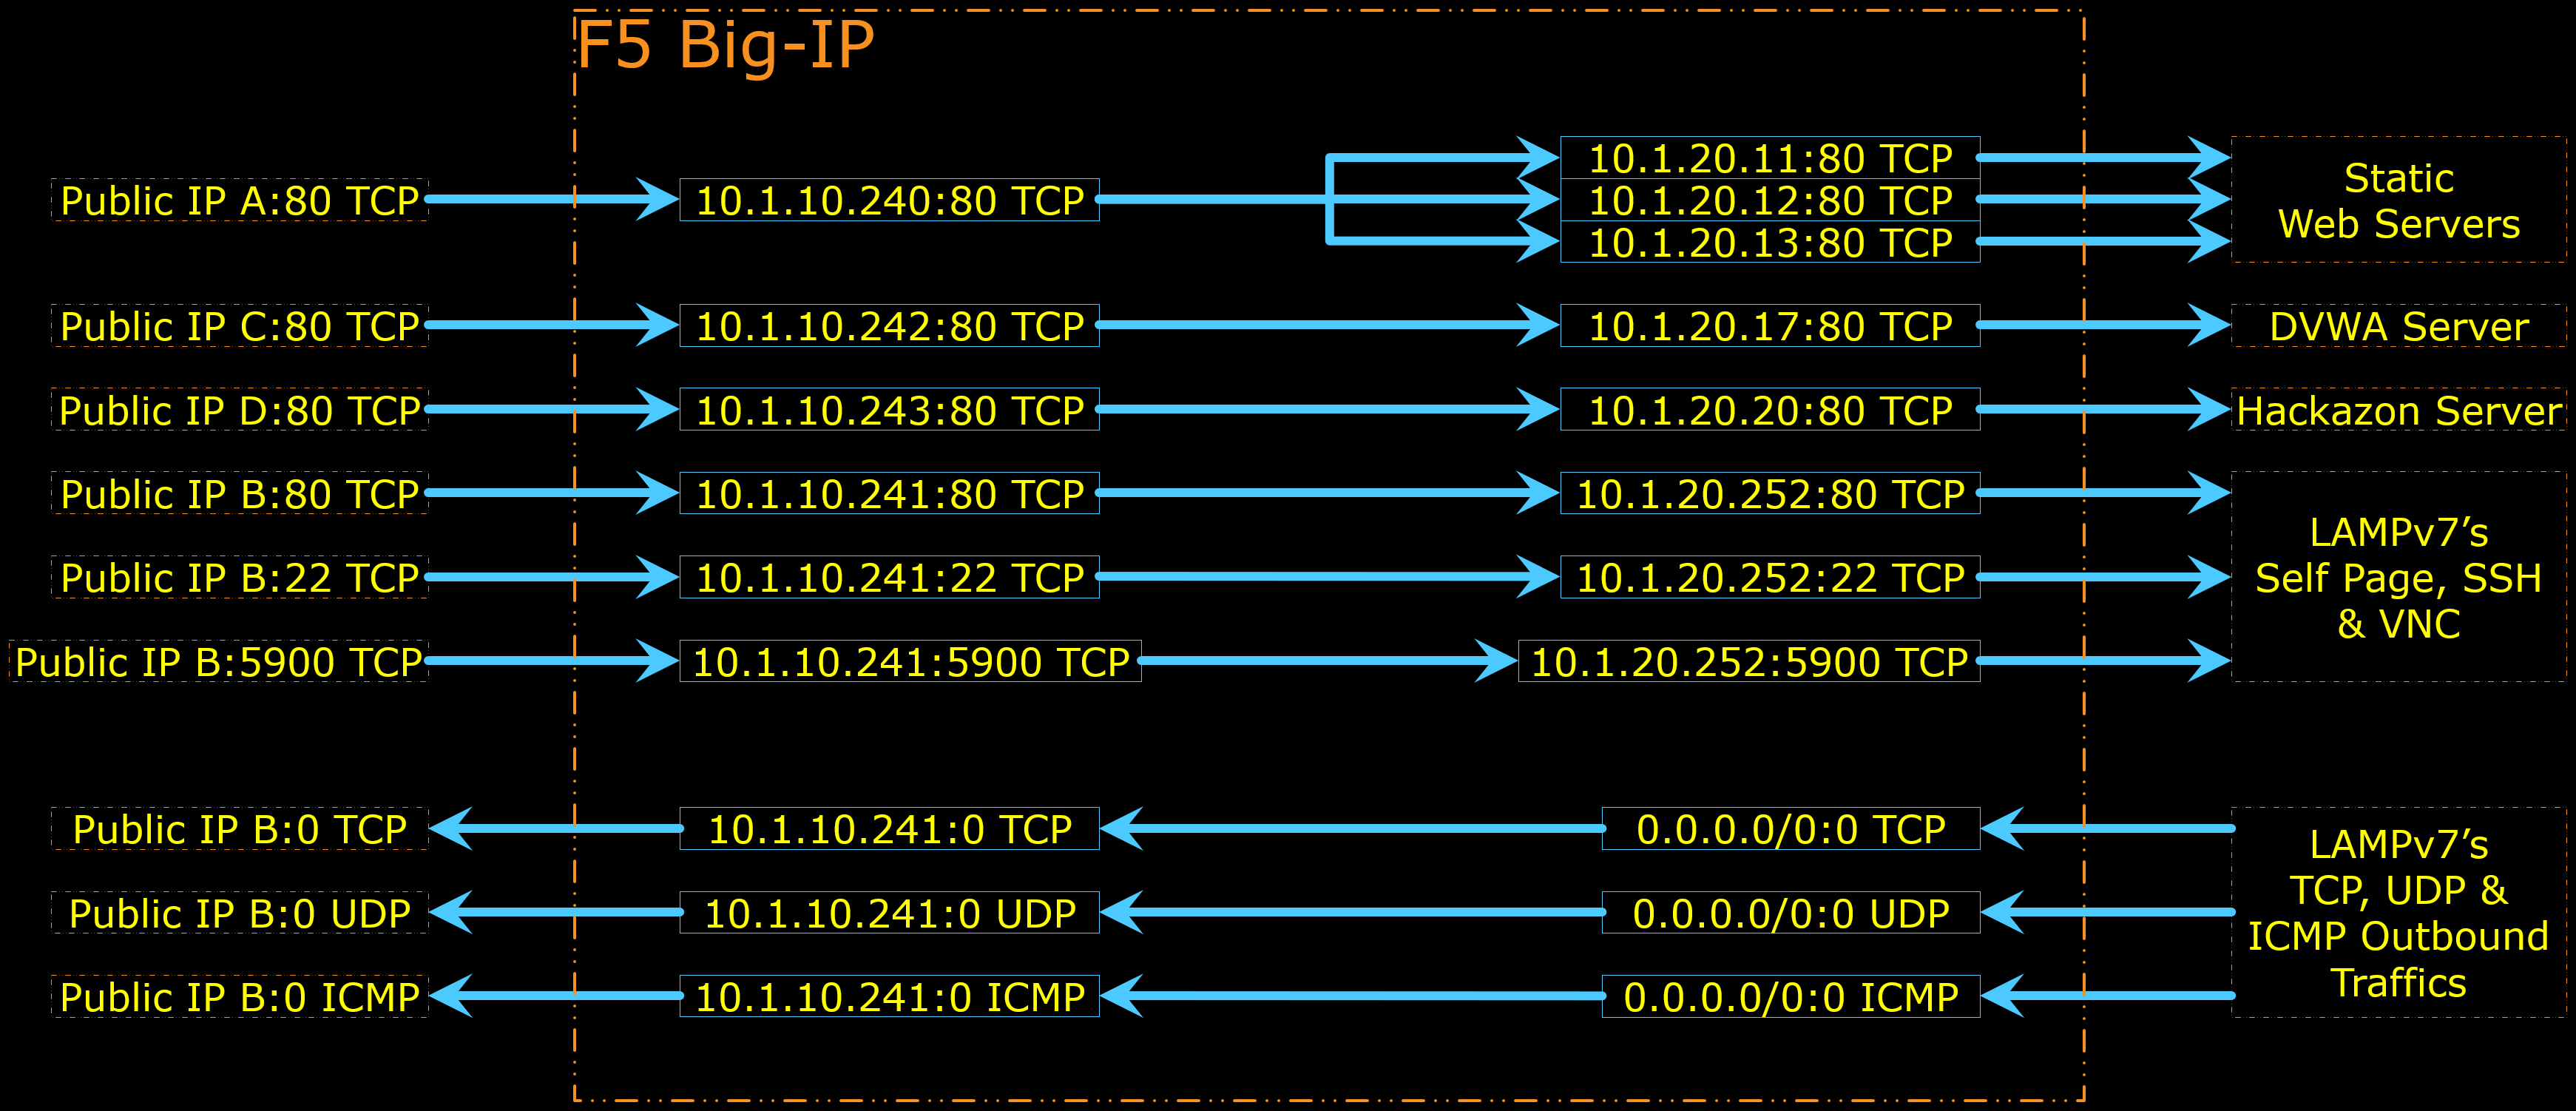 F5 Big-IP
Public IP A:80 TCP
10.1.10.240:80 TCP
10.1.20.11:80 TCP
10.1.20.12:80 TCP
10.1.20.13:80 TCP
Static
Web Servers
Public IP C:80 TCP
10.1.10.242:80 TCP
10.1.20.17:80 TCP
DVWA Server
Public IP D:80 TCP
10.1.10.243:80 TCP
10.1.20.20:80 TCP
Hackazon Server
Public IP B:80 TCP
10.1.10.241:80 TCP
10.1.20.252:80 TCP
Public IP B:22 TCP
10.1.10.241:22 TCP
10.1.20.252:22 TCP
Public IP B:5900 TCP
10.1.10.241:5900 TCP
10.1.20.252:5900 TCP
LAMPv7’s
Self Page, SSH
& VNC
Public IP B:0 TCP
10.1.10.241:0 TCP
0.0.0.0/0:0 TCP
Public IP B:0 UDP
10.1.10.241:0 UDP
0.0.0.0/0:0 UDP
Public IP B:0 ICMP
10.1.10.241:0 ICMP
0.0.0.0/0:0 ICMP
LAMPv7’s
TCP, UDP &
ICMP Outbound
Traffics